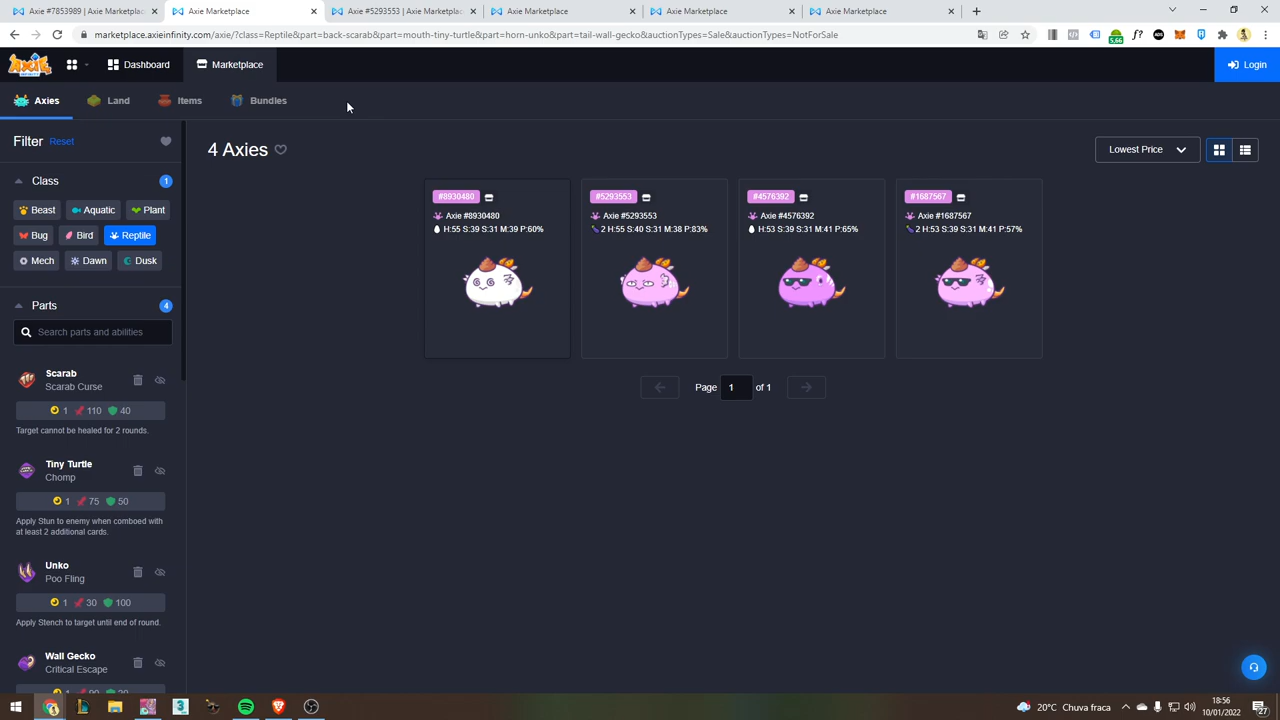 Axie #7853989 | Marketplace
Axie Marketplace
Axie #5293553 | Axie Marketplace
Axie Marketplace
Axie Marketplace
Axie Marketplace
marketplace.axieinfinity.com/axie/?class=Reptile&part=back-scarab&part=mouth-tiny-turtle&part=horn-unko&part=tail-wall-gecko&auctionTypes=Sale&auctionTypes=NotForSale
5,66
Dashboard
Marketplace
Login
Axies
Land
Items
Bundles
Filter Reset
4 Axies
Lowest Price
Class 1
Beast Aquatic Plant
Bug Bird Reptile
Mech Dawn Dusk
Parts 4
Search parts and abilities
Scarab
Scarab Curse
1 110 40
Target cannot be healed for 2 rounds.
Tiny Turtle
Chomp
1 75 50
Apply Stun to enemy when comboed with
at least 2 additional cards.
Unko
Poo Fling
1 30 100
Apply Stench to target until end of round.
Wall Gecko
Critical Escape
#8930480
Axie #8930480
H:55 S:39 S:31 M:39 P:60%
#5293553
Axie #5293553
2 H:55 S:40 S:31 M:38 P:83%
#4576392
Axie #4576392
H:53 S:39 S:31 M:41 P:65%
#1687567
Axie #1687567
2 H:53 S:39 S:31 M:41 P:57%
Page 1 of 1
20°C Chuva fraca
18:56
10/01/2022
27